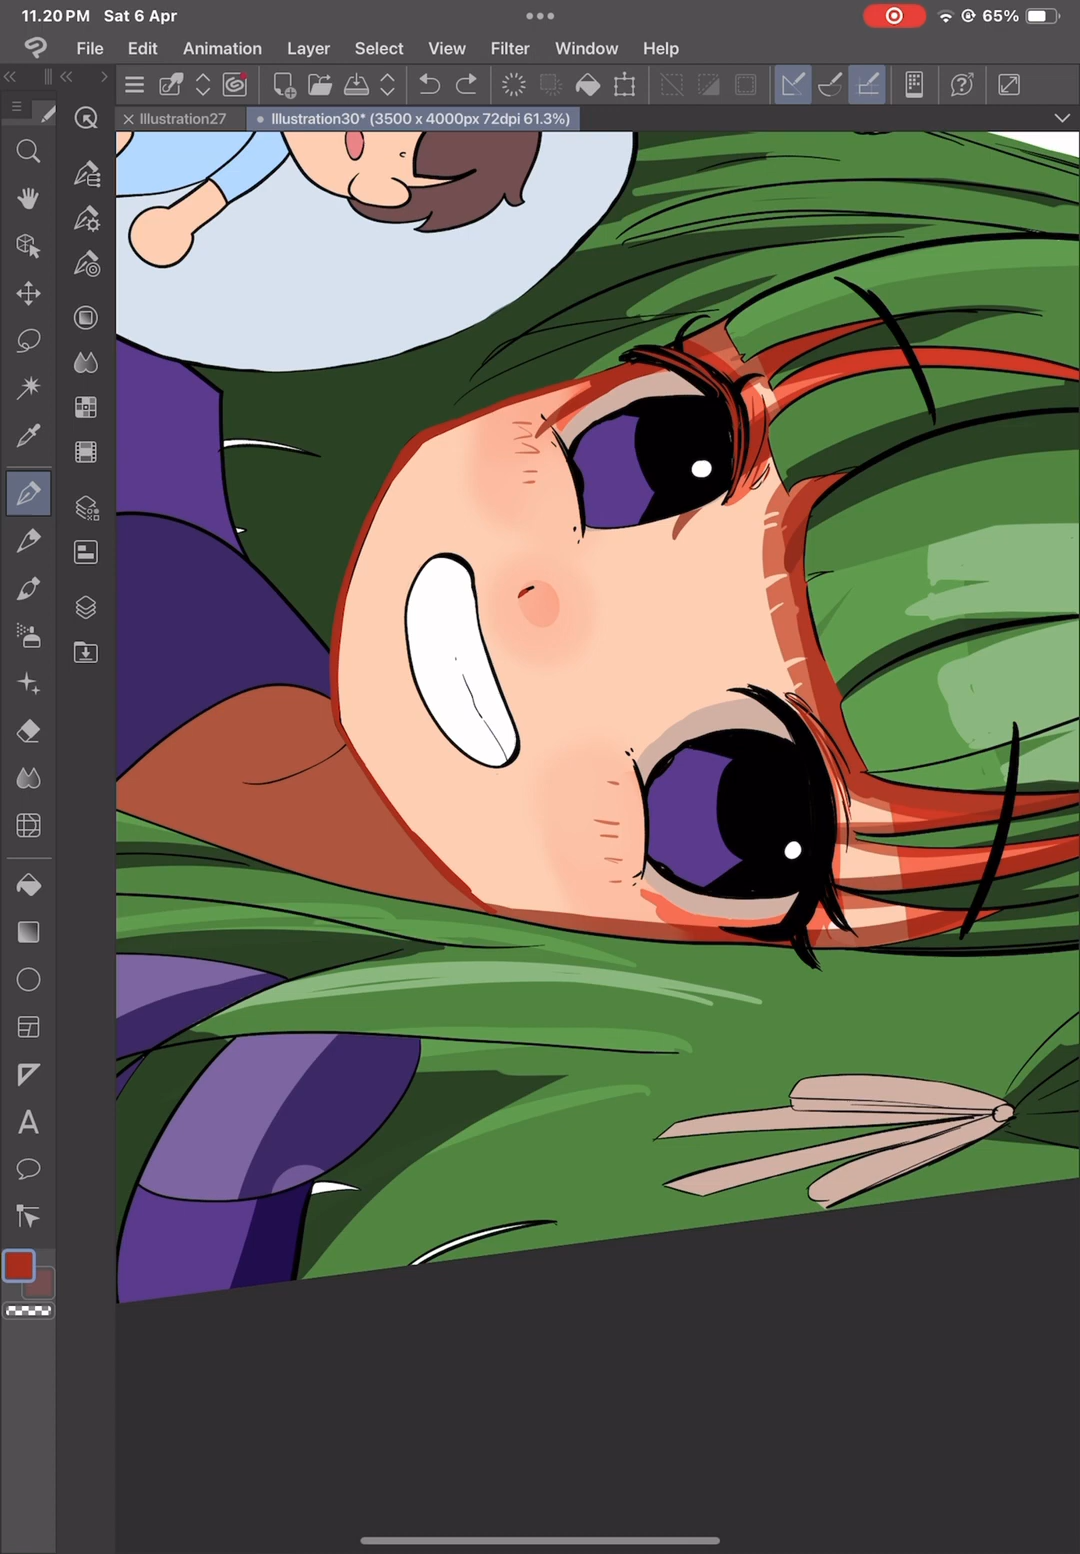 11.20 PM Sat 6 Apr
65%
File Edit Animation Layer Select View Filter Window Help
Illustration27
Illustration30* (3500 x 4000px 72dpi 61.3%)